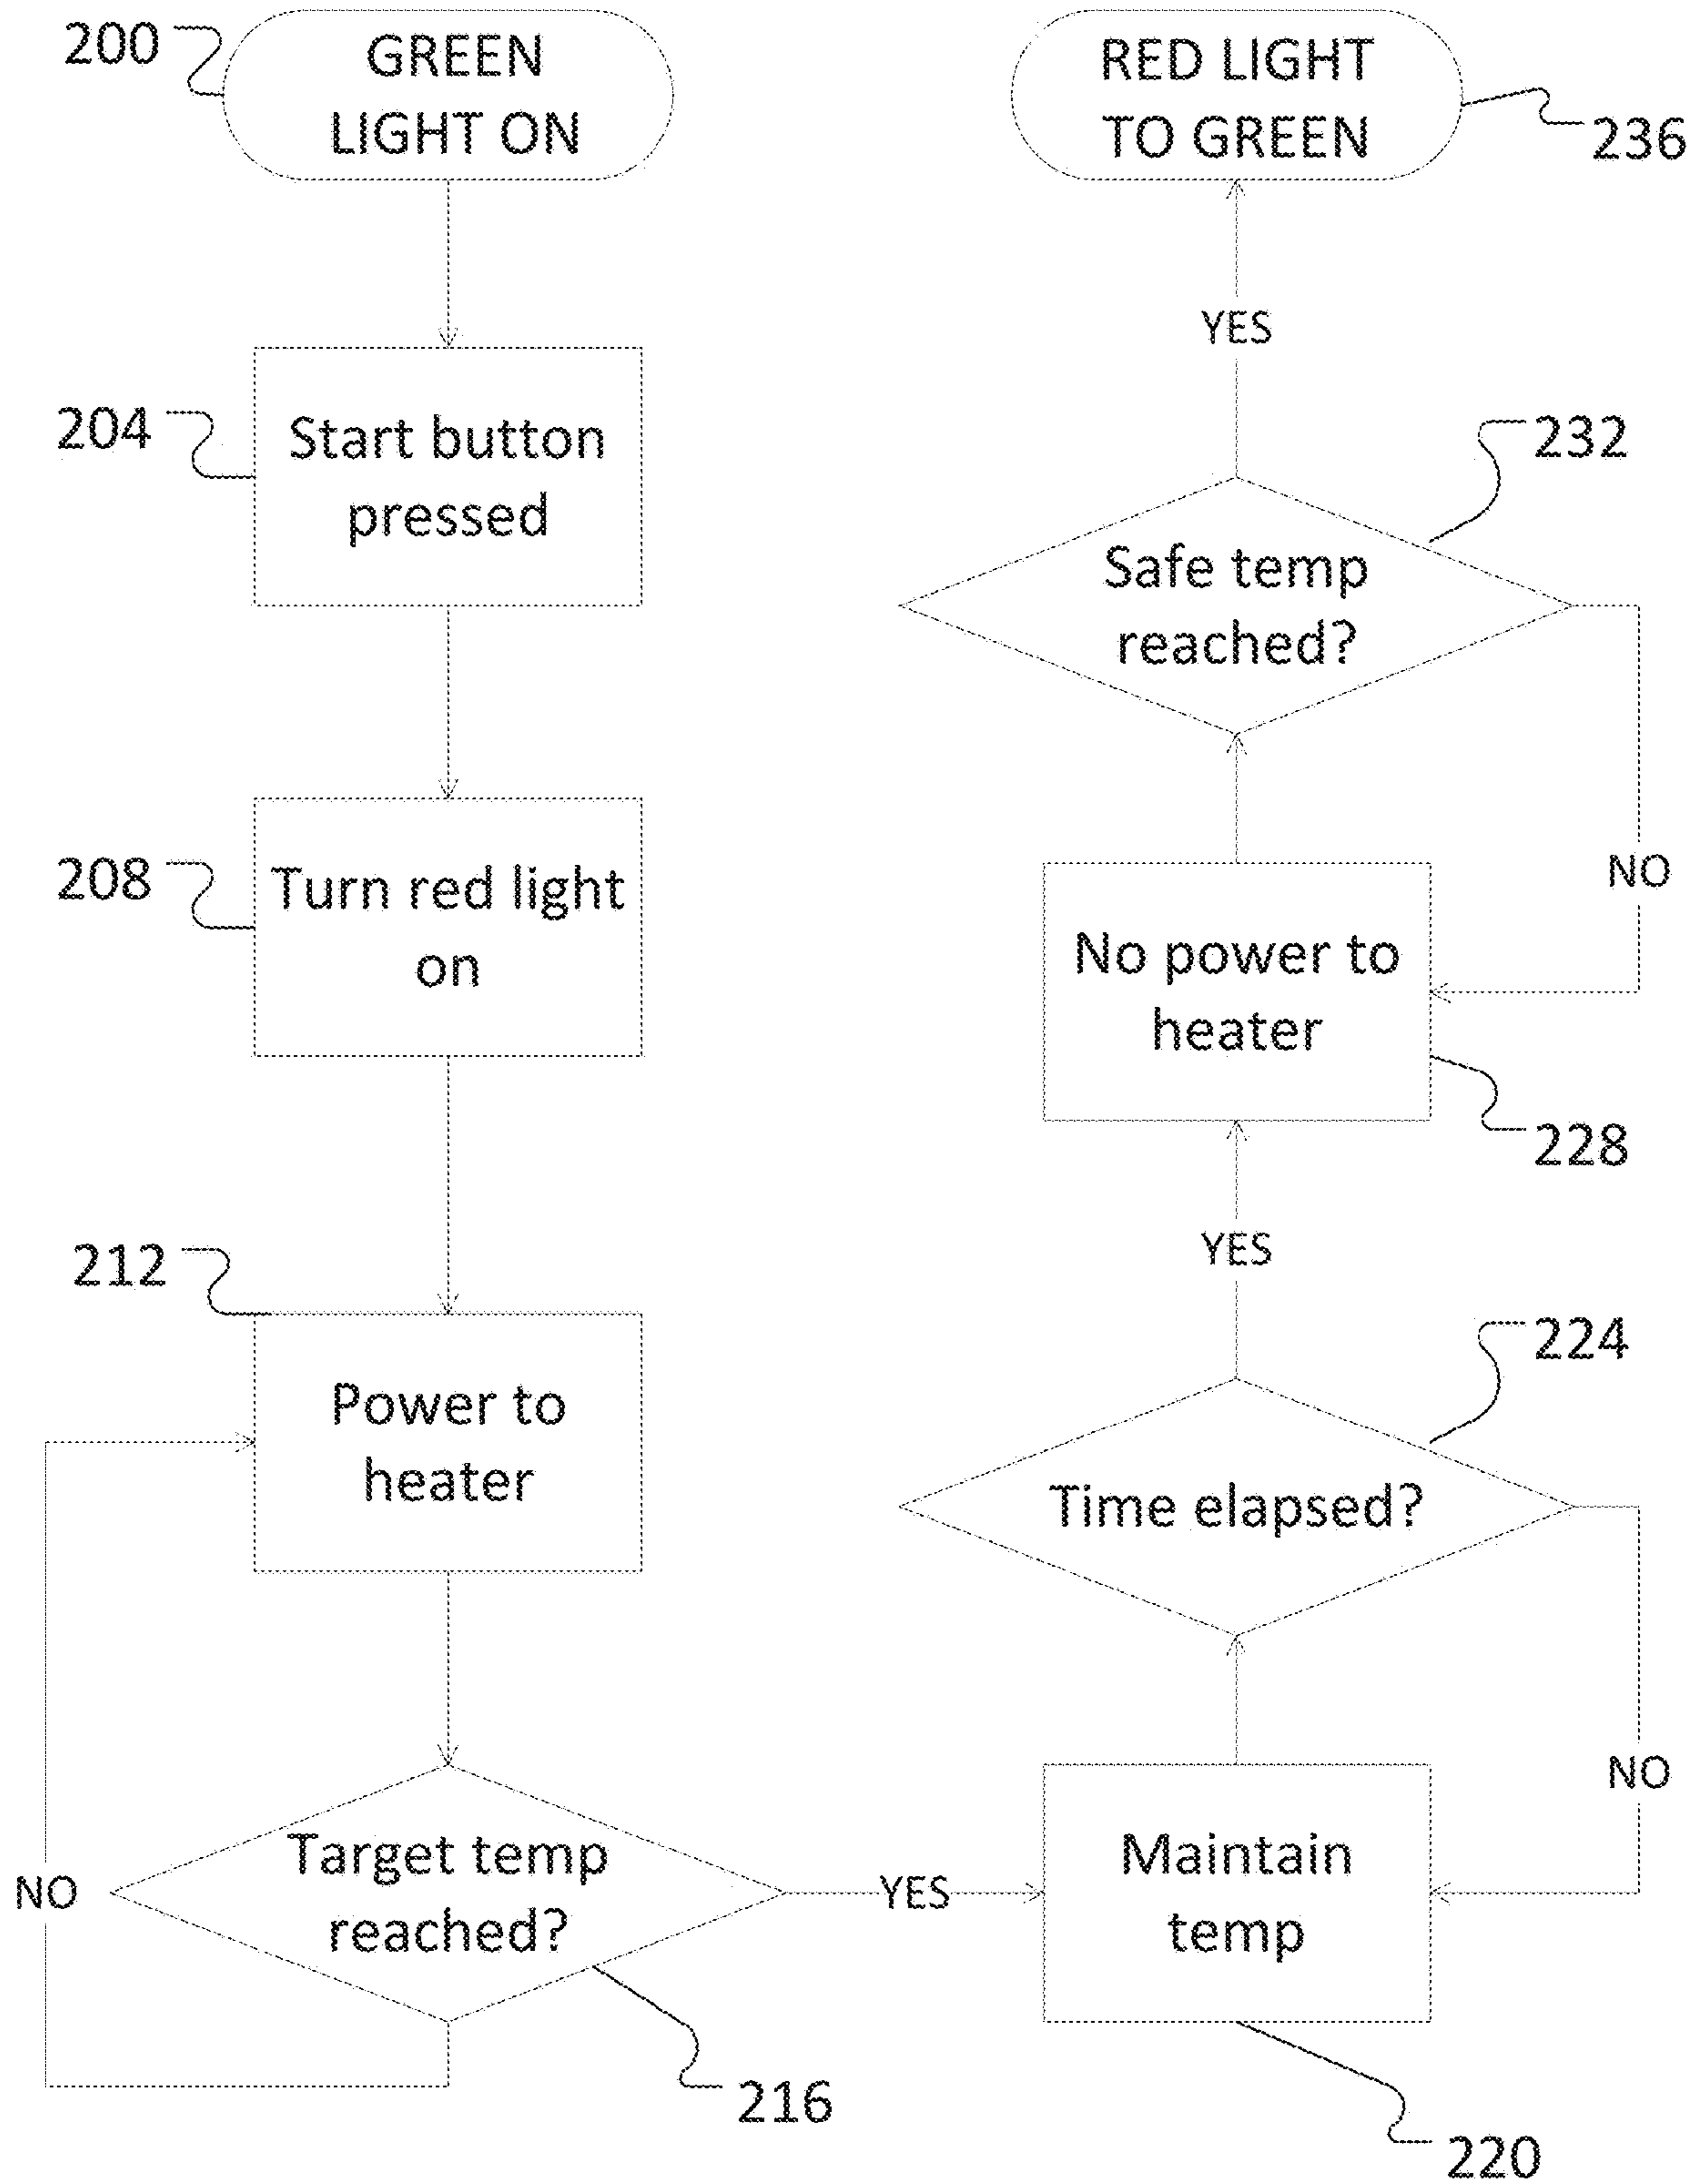 200
GREEN
LIGHT ON
204
Start button
pressed
208
Turn red light
on
212
Power to
heater
NO
Target temp
reached?
216
YES
Maintain
temp
220
NO
Time elapsed?
224
YES
No power to
heater
228
NO
Safe temp
reached?
232
YES
RED LIGHT
TO GREEN
236